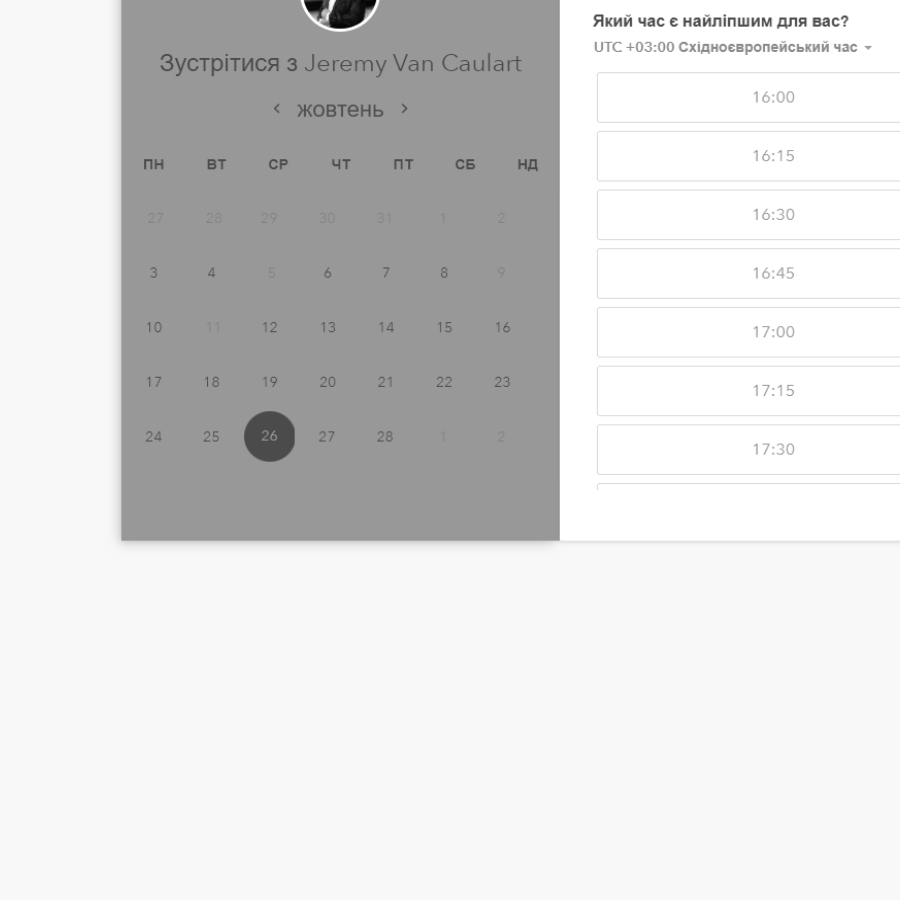 Зустрітися з Jeremy Van Caulart
< жовтень >
ПН ВТ СР ЧТ ПТ СБ НД
27 28 29 30 31 1 2
3 4 5 6 7 8 9
10 11 12 13 14 15 16
17 18 19 20 21 22 23
24 25 26 27 28 1 2
Який час є найліпшим для вас?
UTC +03:00 Східноєвропейський час
16:00
16:15
16:30
16:45
17:00
17:15
17:30